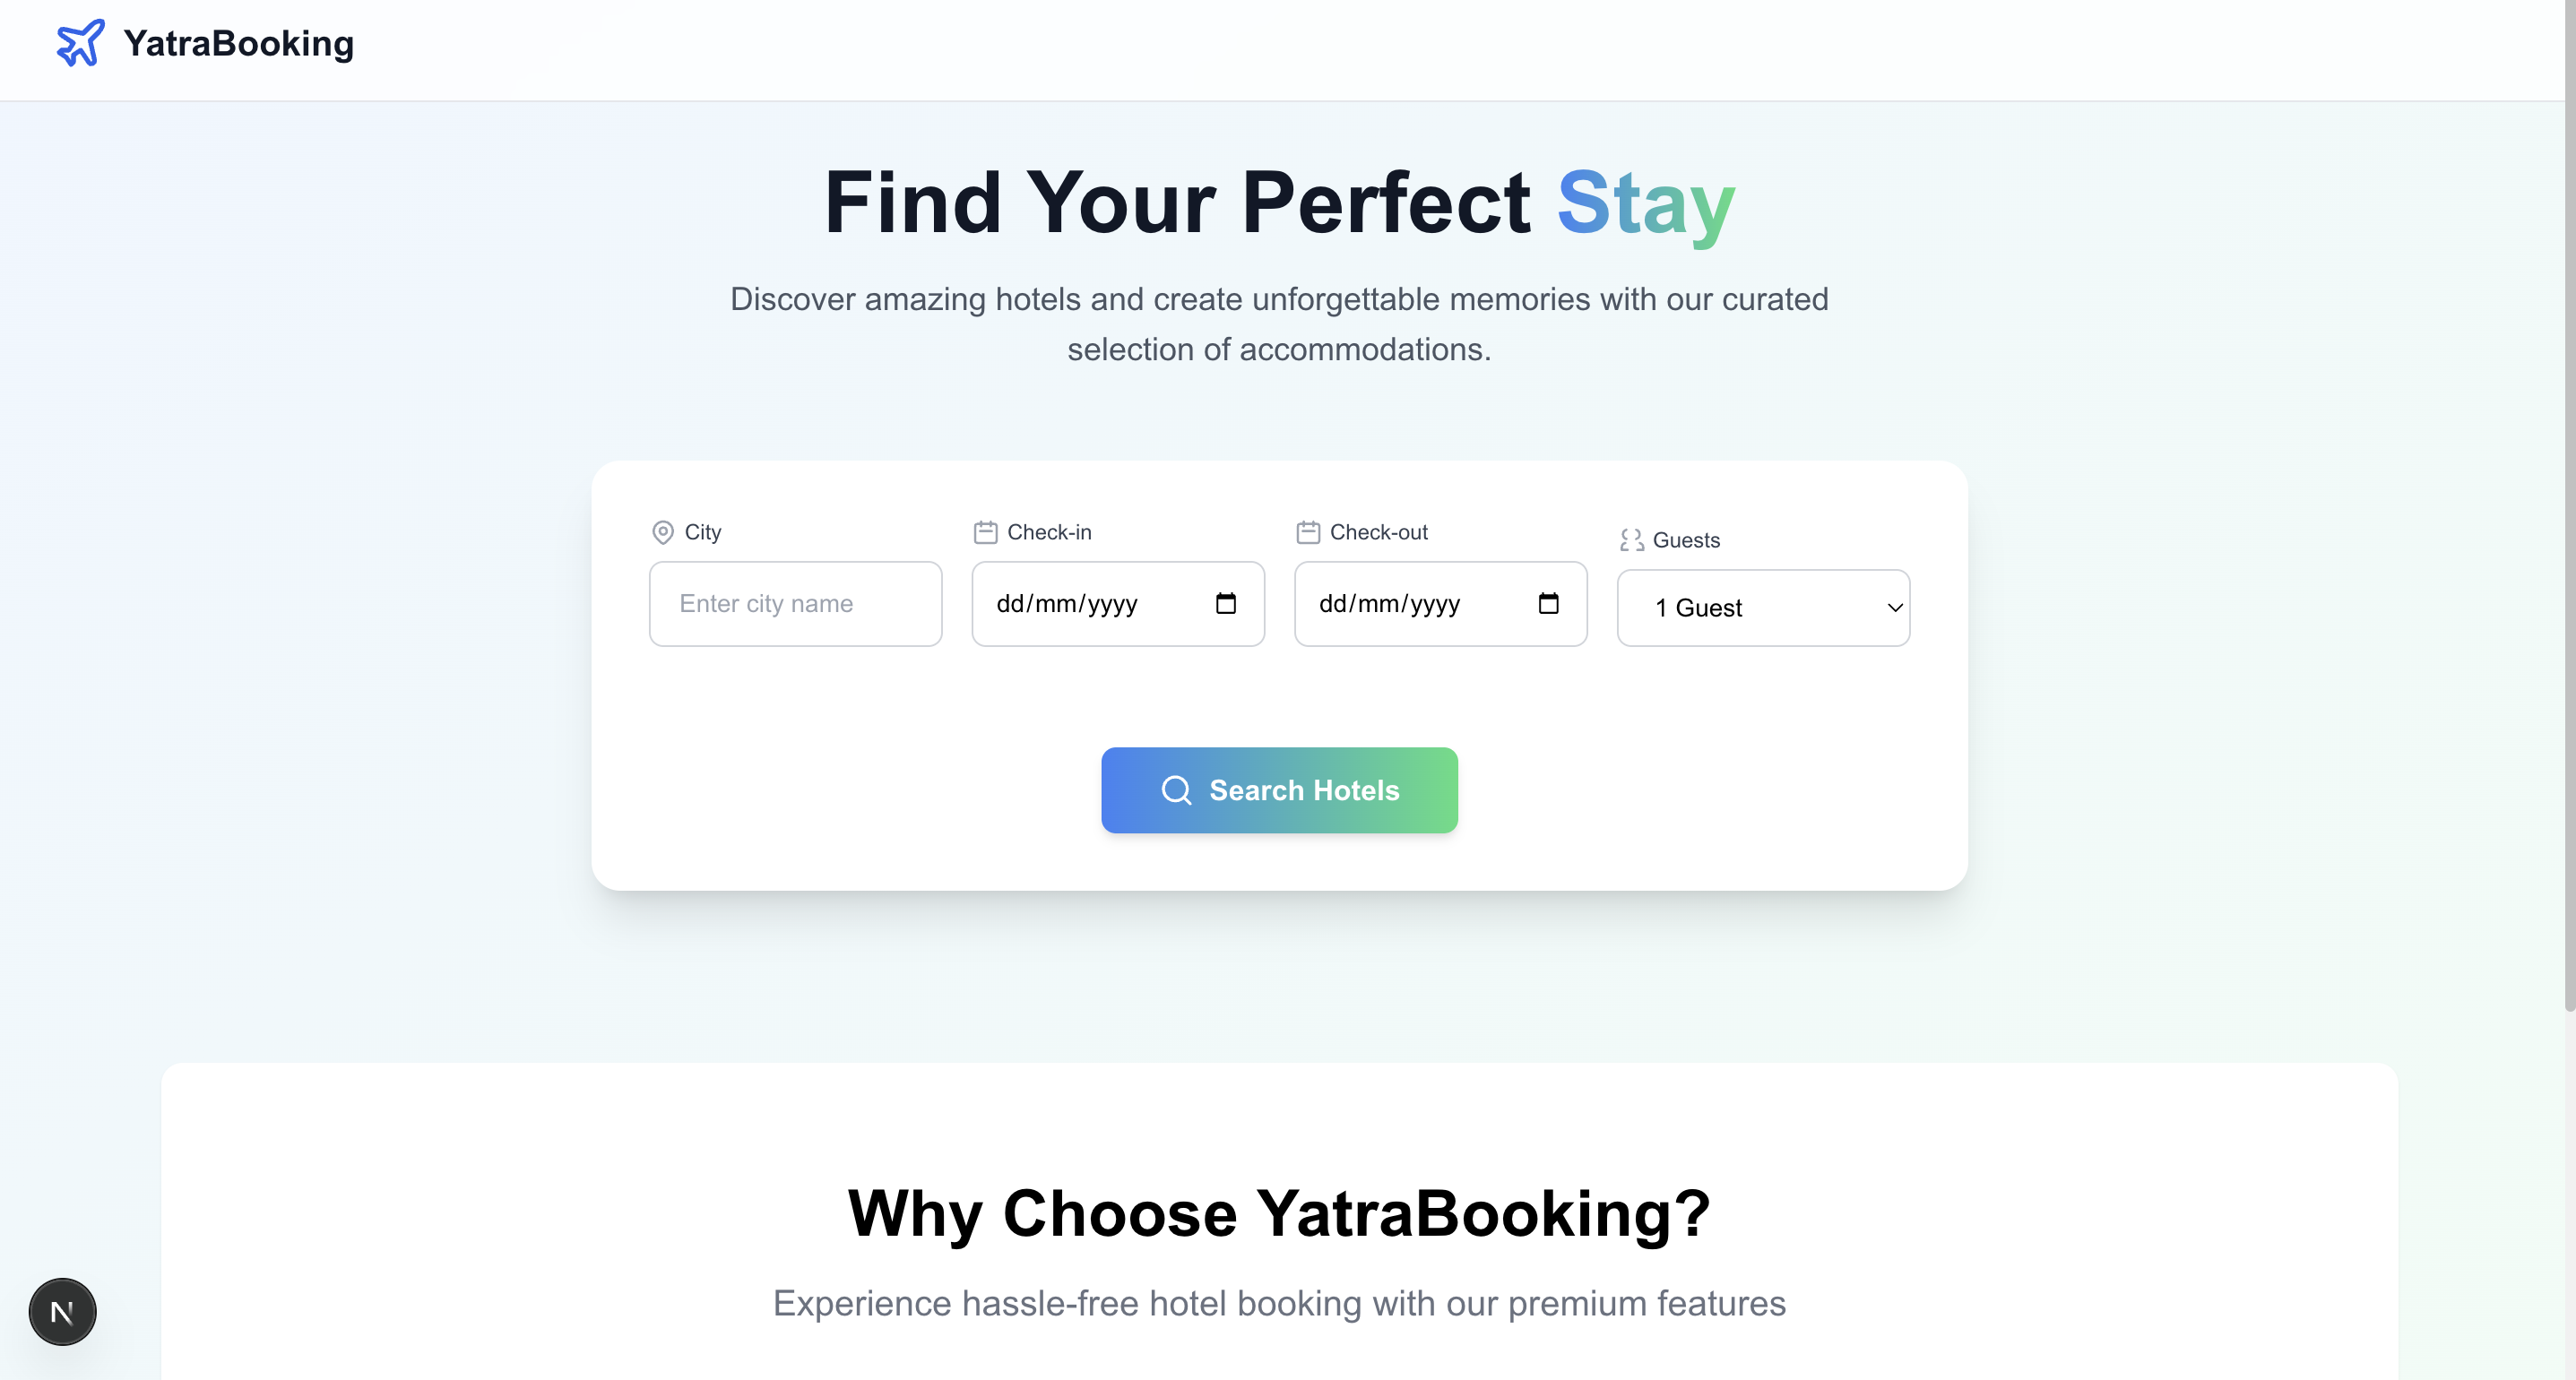 YatraBooking
Find Your Perfect Stay
Discover amazing hotels and create unforgettable memories with our curated
selection of accommodations.
City
Check-in
Check-out
Guests
Enter city name
dd/mm/yyyy
dd/mm/yyyy
1 Guest
Search Hotels
Why Choose YatraBooking?
Experience hassle-free hotel booking with our premium features
N